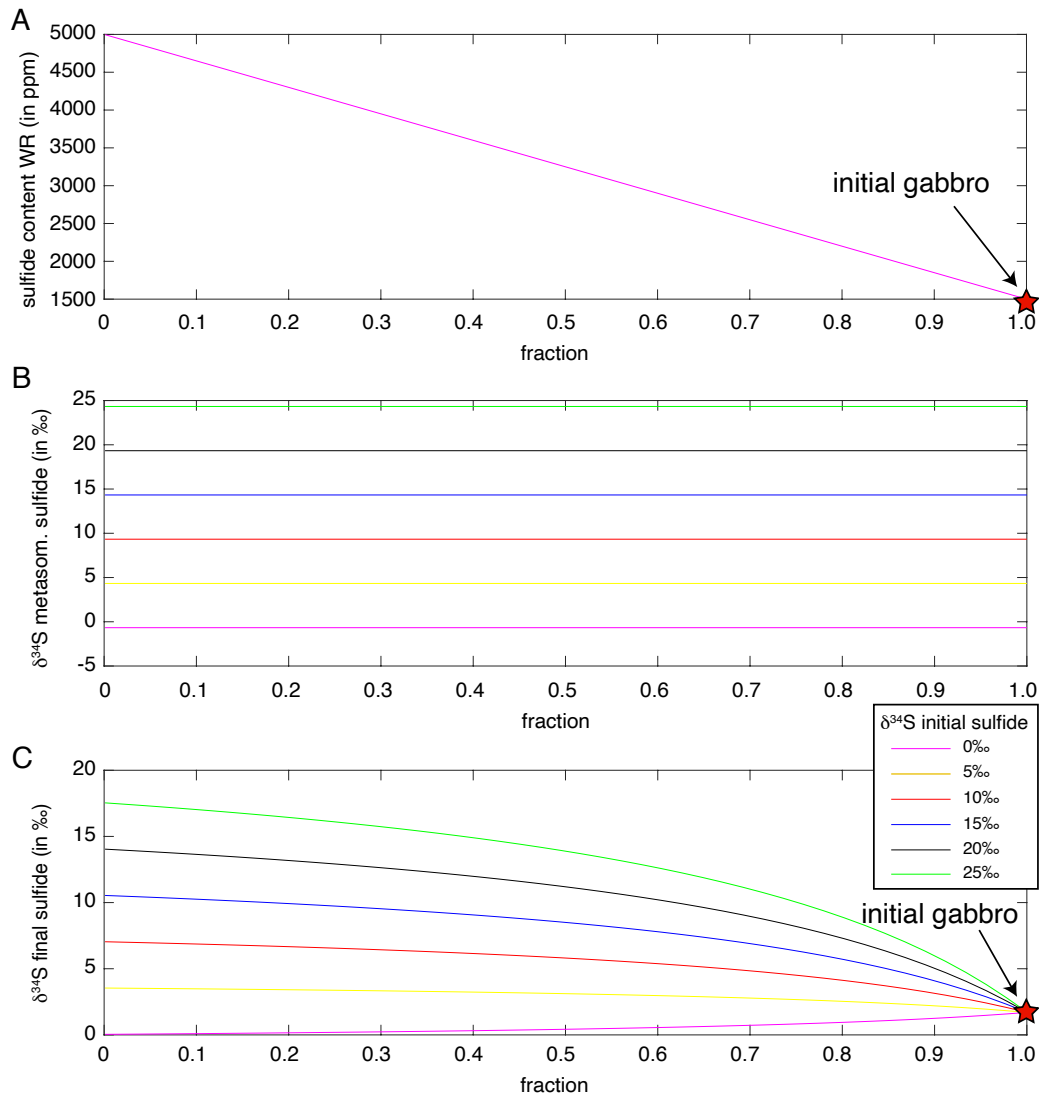 A
sulfide content WR (in ppm)
5000
4500
4000
3500
3000
2500
2000
1500
initial gabbro
0 0.1 0.2 0.3 0.4 0.5 0.6 0.7 0.8 0.9 1.0
fraction
B
δ³⁴S metasom. sulfide (in ‰)
25
20
15
10
5
0
-5
0 0.1 0.2 0.3 0.4 0.5 0.6 0.7 0.8 0.9 1.0
fraction
δ³⁴S initial sulfide
0‰
5‰
10‰
15‰
20‰
25‰
C
δ³⁴S final sulfide (in ‰)
20
15
10
5
0
initial gabbro
0 0.1 0.2 0.3 0.4 0.5 0.6 0.7 0.8 0.9 1.0
fraction